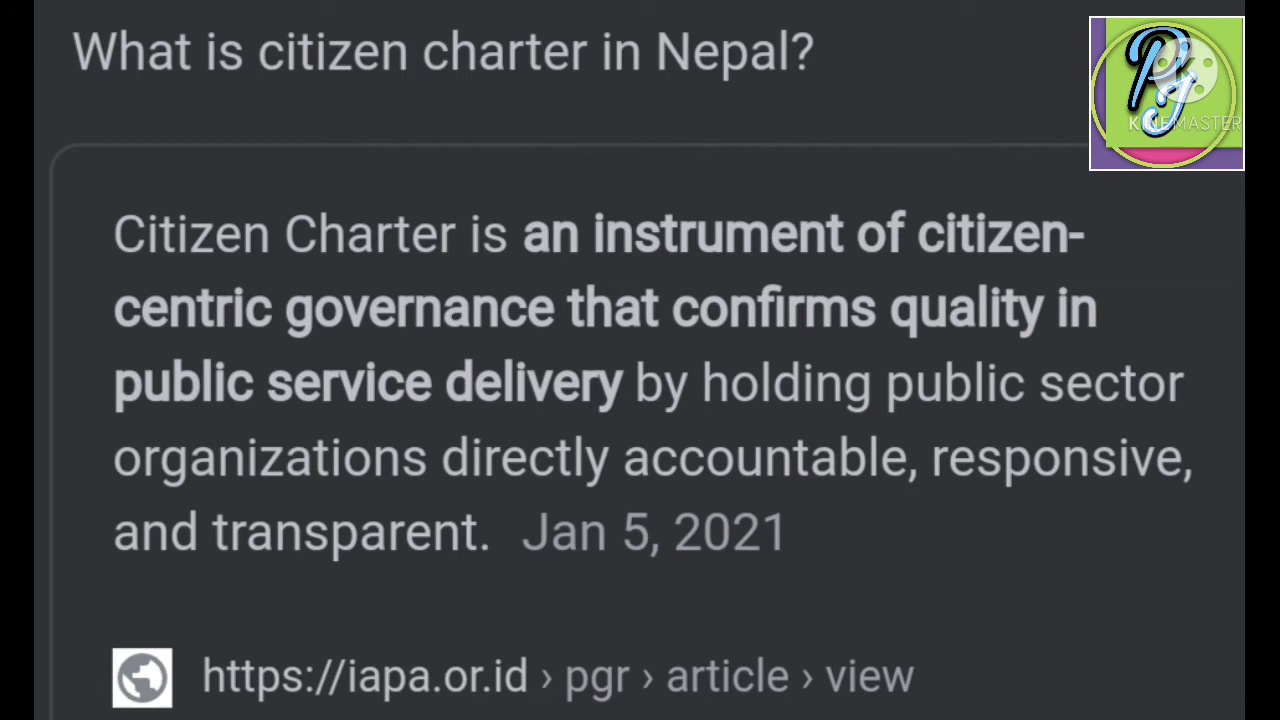 What is citizen charter in Nepal?
Pg
KINEMASTER
Citizen Charter is an instrument of citizen-
centric governance that confirms quality in
public service delivery by holding public sector
organizations directly accountable, responsive,
and transparent. Jan 5, 2021
https://iapa.or.id › pgr › article › view